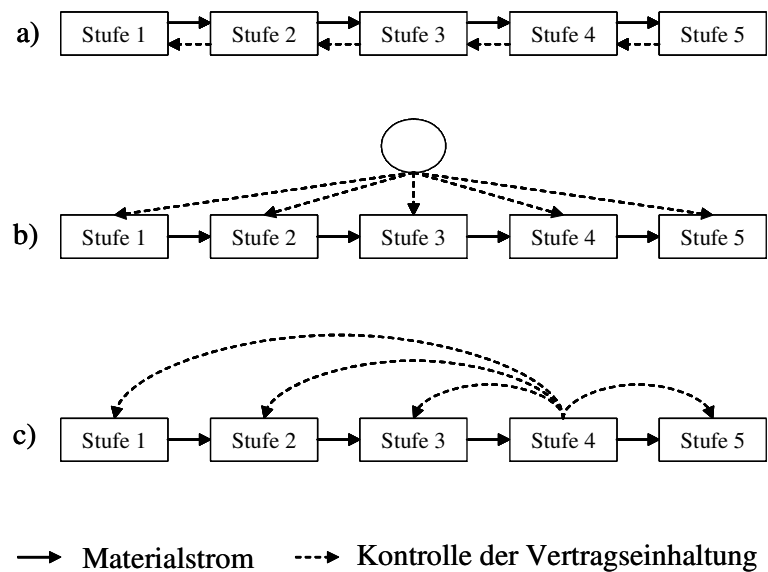 a) Stufe 1 Stufe 2 Stufe 3 Stufe 4 Stufe 5
b) Stufe 1 Stufe 2 Stufe 3 Stufe 4 Stufe 5
c) Stufe 1 Stufe 2 Stufe 3 Stufe 4 Stufe 5
Materialstrom Kontrolle der Vertragseinhaltung